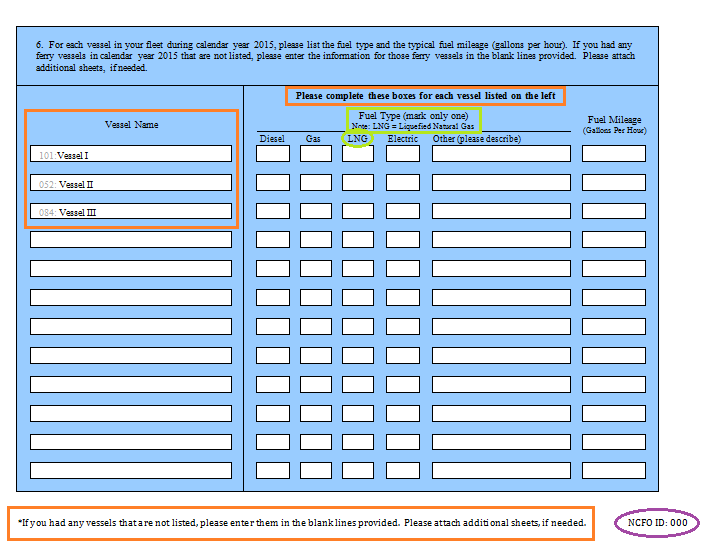 6. For each vessel in your fleet during calendar year 2015, please list the fuel type and the typical fuel mileage (gallons per hour). If you had any
ferry vessels in calendar year 2015 that are not listed, please enter the information for those ferry vessels in the blank lines provided. Please attach
additional sheets, if needed.
Please complete these boxes for each vessel listed on the left
Vessel Name
Fuel Type (mark only one)
Note: LNG = Liquefied Natural Gas
Fuel Mileage
(Gallons Per Hour)
Diesel Gas LNG Electric Other (please describe)
101: Vessel I
052: Vessel II
084: Vessel III
*If you had any vessels that are not listed, please enter them in the blank lines provided. Please attach additional sheets, if needed.
NCFO ID: 000